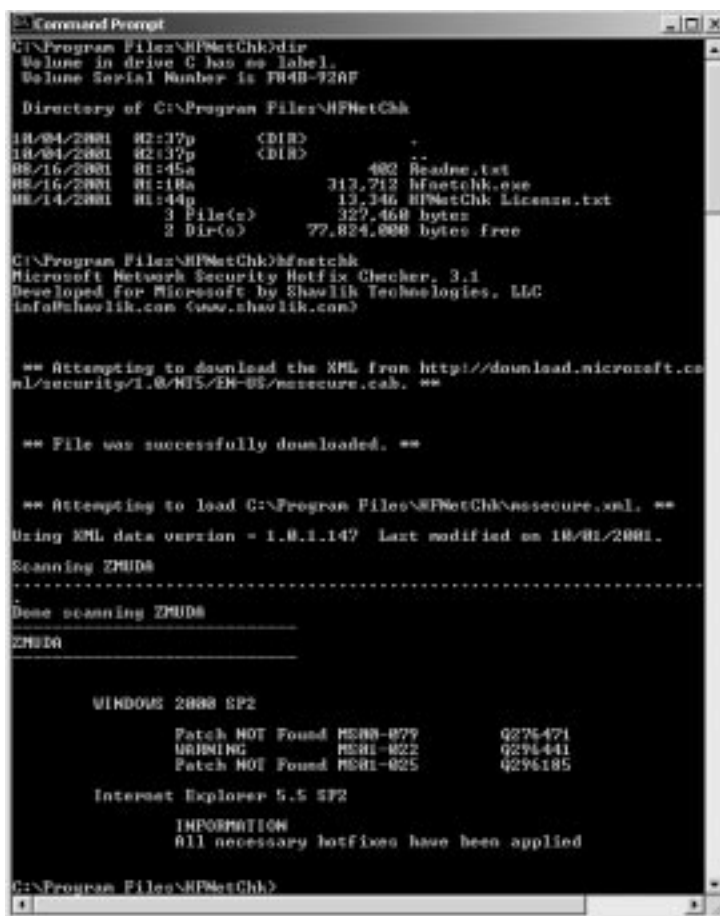 Command Prompt
C:\Program Files\HFNetChk>dir
Volume in drive C has no label.
Volume Serial Number is F84B-92AF
Directory of C:\Program Files\HFNetChk
10/04/2001 02:37p <DIR> .
10/04/2001 02:37p <DIR> ..
08/16/2001 01:45a 402 Readme.txt
08/16/2001 01:18a 313,712 hfnetchk.exe
08/14/2001 01:44p 13,346 HFNetChk License.txt
3 File(s) 327,460 bytes
2 Dir(s) 77,824,000 bytes free
C:\Program Files\HFNetChk>hfnetchk
Microsoft Network Security Hotfix Checker, 3.1
Developed for Microsoft by Shavlik Technologies, LLC
info@shavlik.com (www.shavlik.com)
** Attempting to download the XML from http://download.microsoft.co
ml/security/1.0/NT5/EN-US/mssecure.cab. **
** File was successfully downloaded. **
** Attempting to load C:\Program Files\HFNetChk\mssecure.xml. **
Using XML data version = 1.0.1.147 Last modified on 10/01/2001.
Scanning ZMUDA
.
Done scanning ZMUDA
ZMUDA
WINDOWS 2000 SP2
Patch NOT Found MS00-079 Q276471
WARNING MS01-022 Q296441
Patch NOT Found MS01-025 Q296185
Internet Explorer 5.5 SP2
INFORMATION
All necessary hotfixes have been applied
C:\Program Files\HFNetChk>